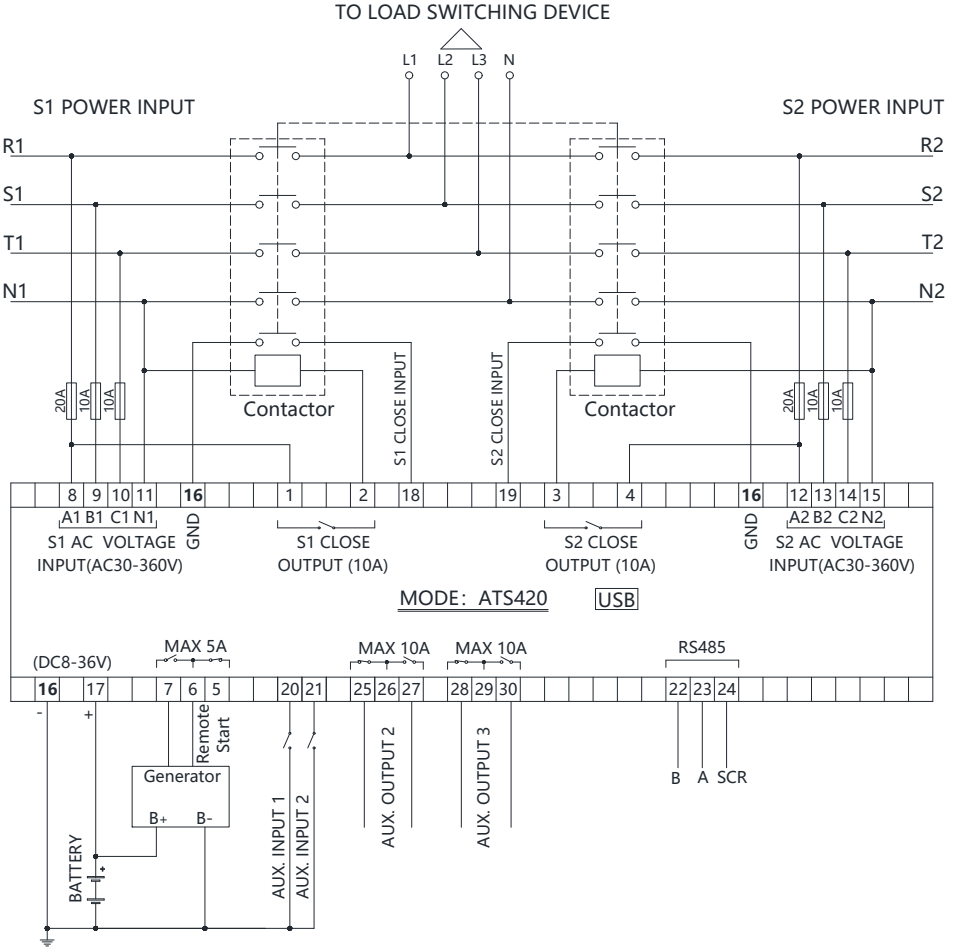 TO LOAD SWITCHING DEVICE
L1 L2 L3 N
S1 POWER INPUT
S2 POWER INPUT
R1
R2
S1
S2
T1
T2
N1
N2
20A
10A
10A
Contactor
S1 CLOSE INPUT
S2 CLOSE INPUT
Contactor
20A
10A
10A
8 9 10 11 16 1 2 18 19 3 4 16 12 13 14 15
A1 B1 C1 N1
S1 AC VOLTAGE
INPUT(AC30-360V)
GND
S1 CLOSE
OUTPUT (10A)
S2 CLOSE
OUTPUT (10A)
GND
A2 B2 C2 N2
S2 AC VOLTAGE
INPUT(AC30-360V)
MODE: ATS420
USB
(DC8-36V)
MAX 5A
MAX 10A
MAX 10A
RS485
16 17 7 6 5 20 21 25 26 27 28 29 30 22 23 24
-
+
Remote
Start
Generator
B+ B-
BATTERY
+
AUX. INPUT 1
AUX. INPUT 2
AUX. OUTPUT 2
AUX. OUTPUT 3
B A SCR